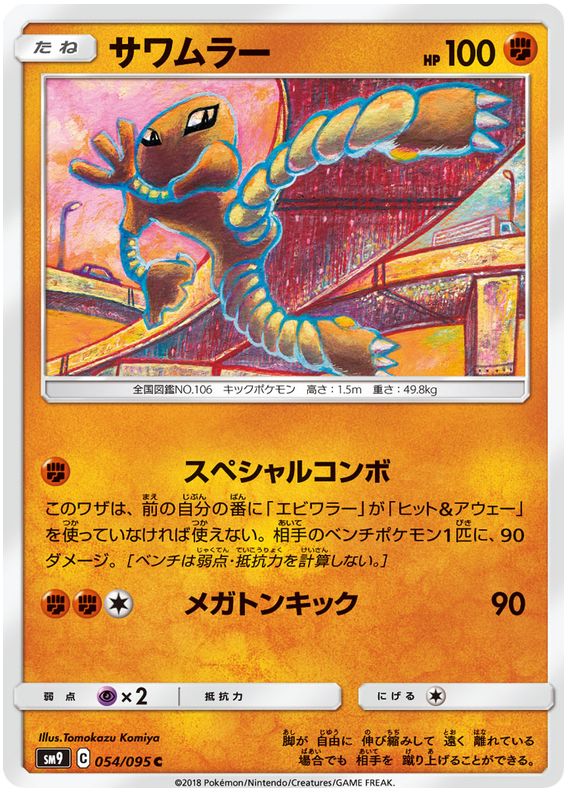 たね サワムラー HP 100
全国図鑑NO.106 キックポケモン 高さ：1.5m 重さ：49.8kg
スペシャルコンボ
このワザは、前の自分の番に「エビワラー」が「ヒット&アウェー」
を使っていなければ使えない。相手のベンチポケモン1匹に、90
ダメージ。［ベンチは弱点・抵抗力を計算しない。］
メガトンキック 90
弱点 ×2 抵抗力 にげる
Illus.Tomokazu Komiya
SM9 C 054/095 C
脚が 自由に 伸び縮みして 遠く 離れている
場合でも 相手を 蹴り上げることができる。
©2018 Pokémon/Nintendo/Creatures/GAME FREAK.